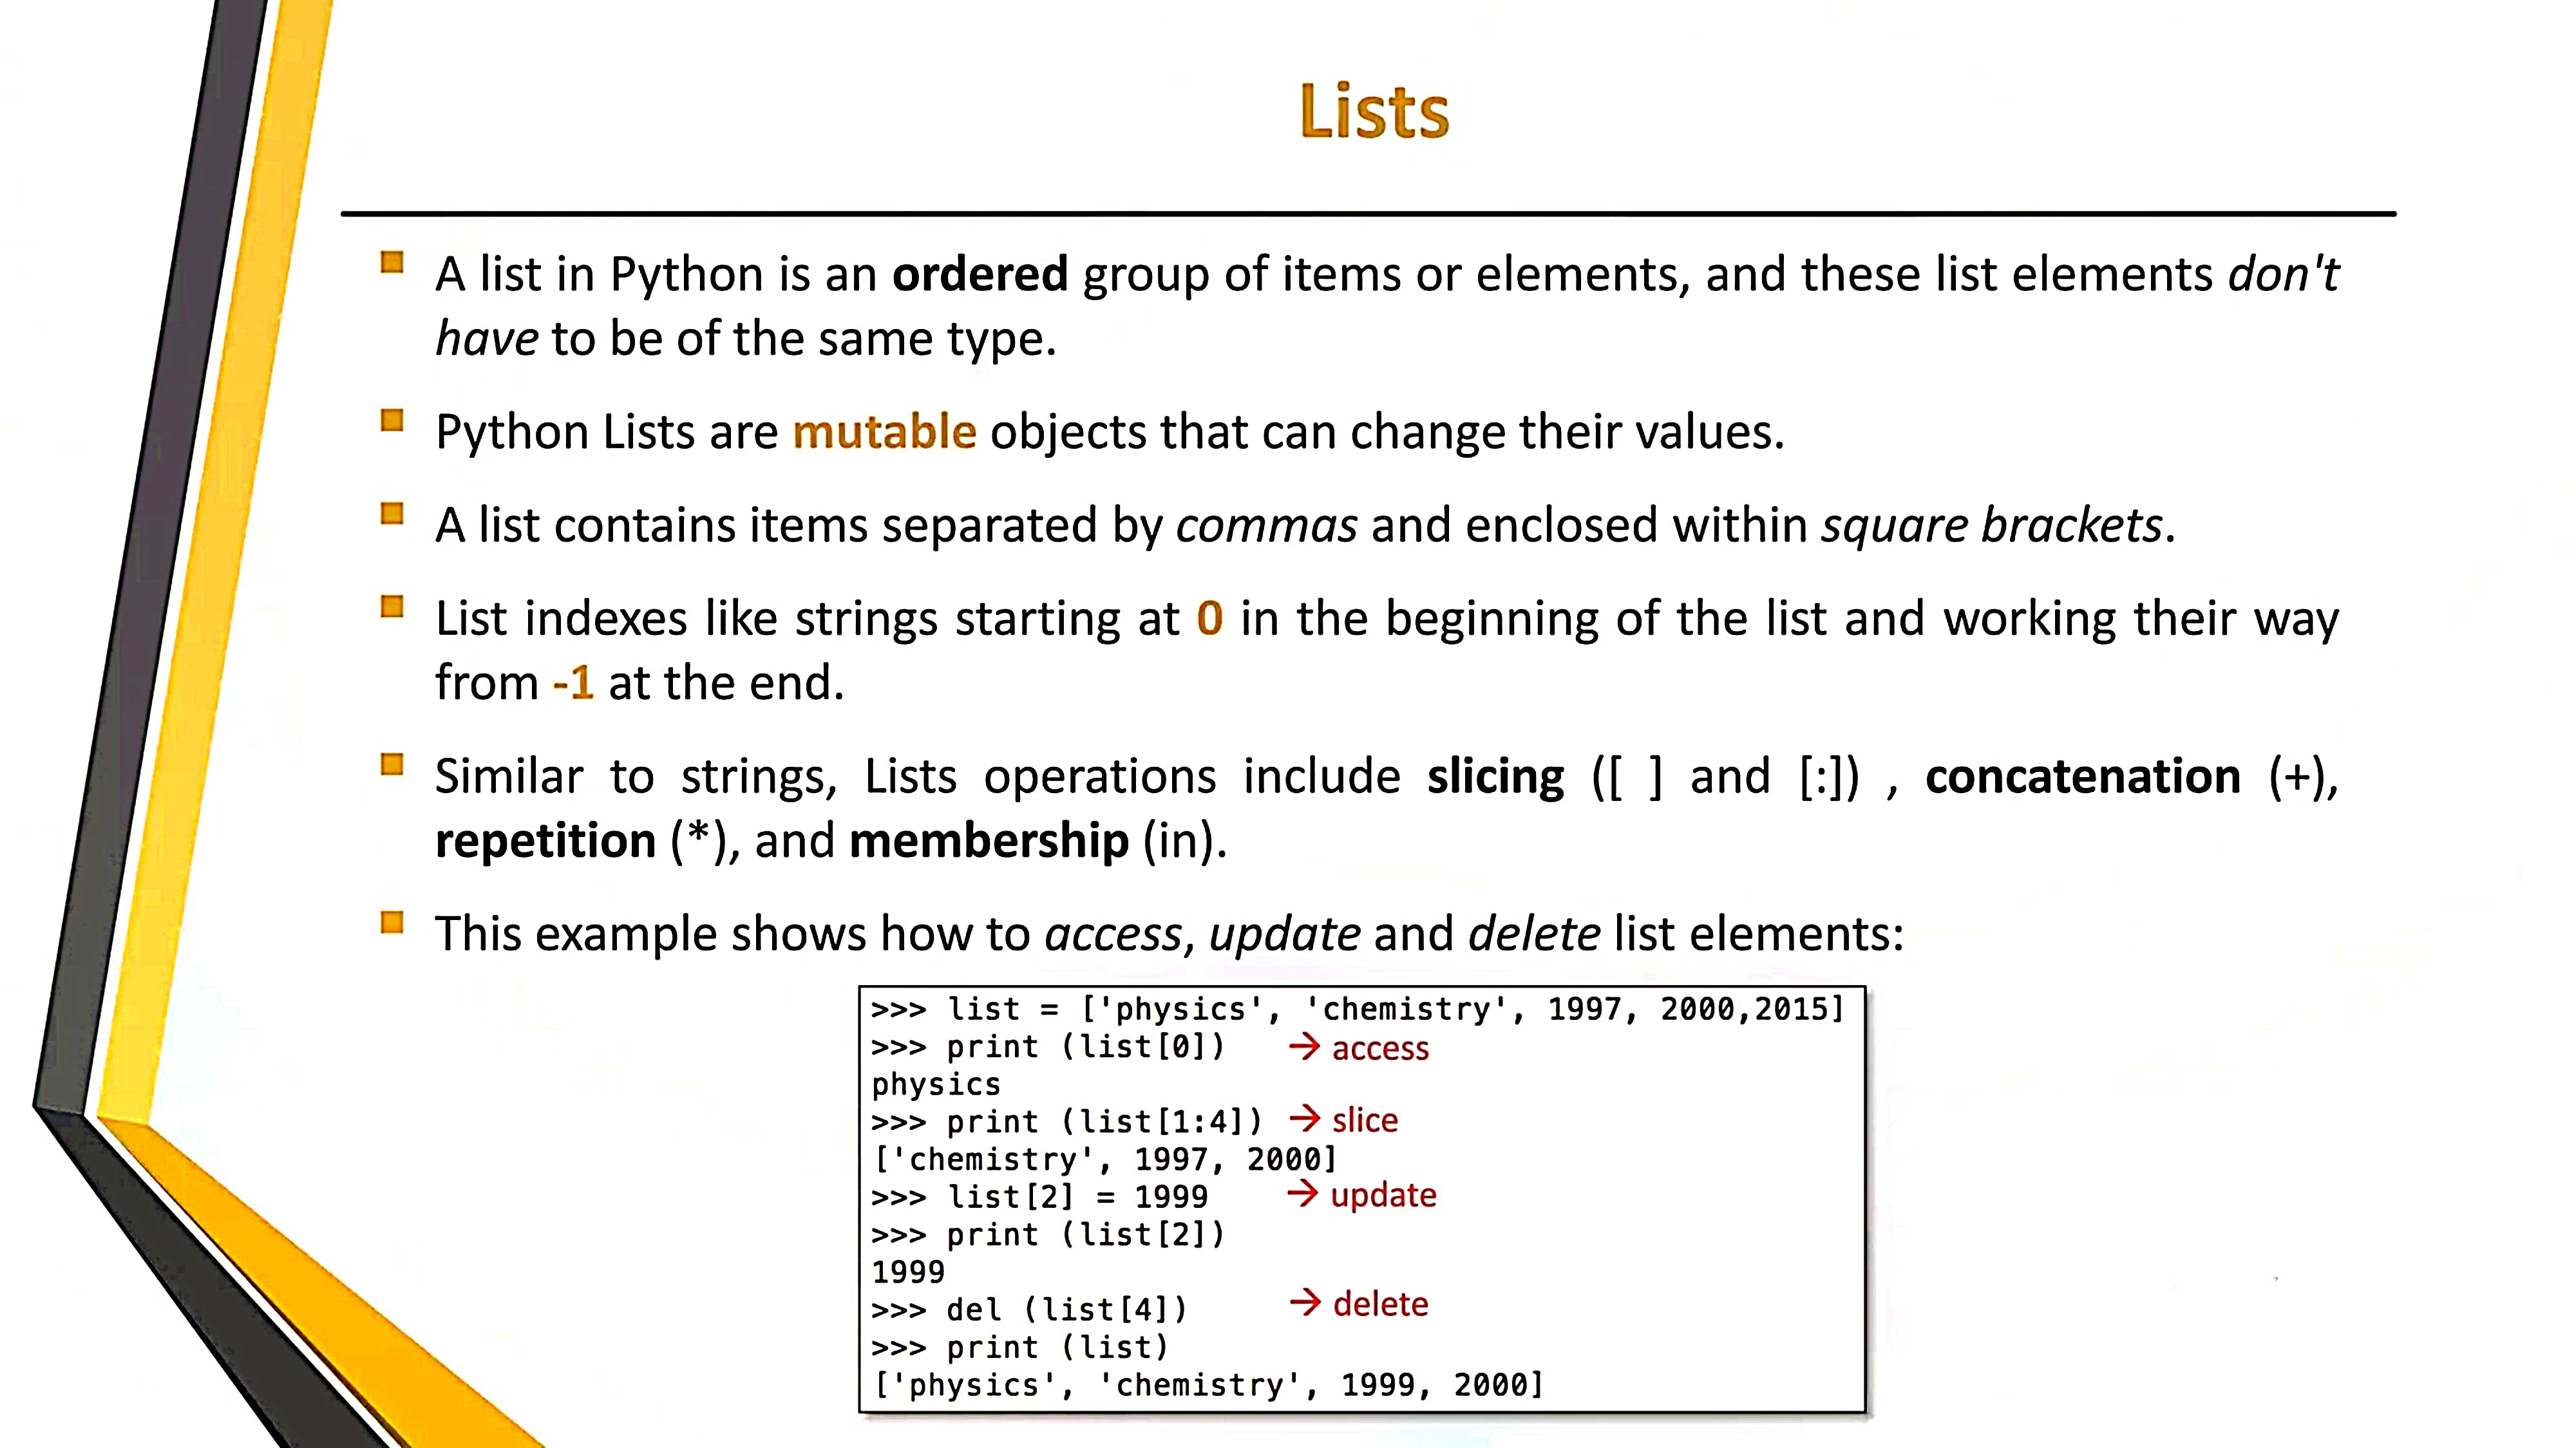 Lists
A list in Python is an ordered group of items or elements, and these list elements don't
have to be of the same type.
Python Lists are mutable objects that can change their values.
A list contains items separated by commas and enclosed within square brackets.
List indexes like strings starting at 0 in the beginning of the list and working their way
from -1 at the end.
Similar to strings, Lists operations include slicing ([ ] and [:]) , concatenation (+),
repetition (*), and membership (in).
This example shows how to access, update and delete list elements:
>>> list = ['physics', 'chemistry', 1997, 2000,2015]
>>> print (list[0]) → access
physics
>>> print (list[1:4]) → slice
['chemistry', 1997, 2000]
>>> list[2] = 1999 → update
>>> print (list[2])
1999
>>> del (list[4]) → delete
>>> print (list)
['physics', 'chemistry', 1999, 2000]